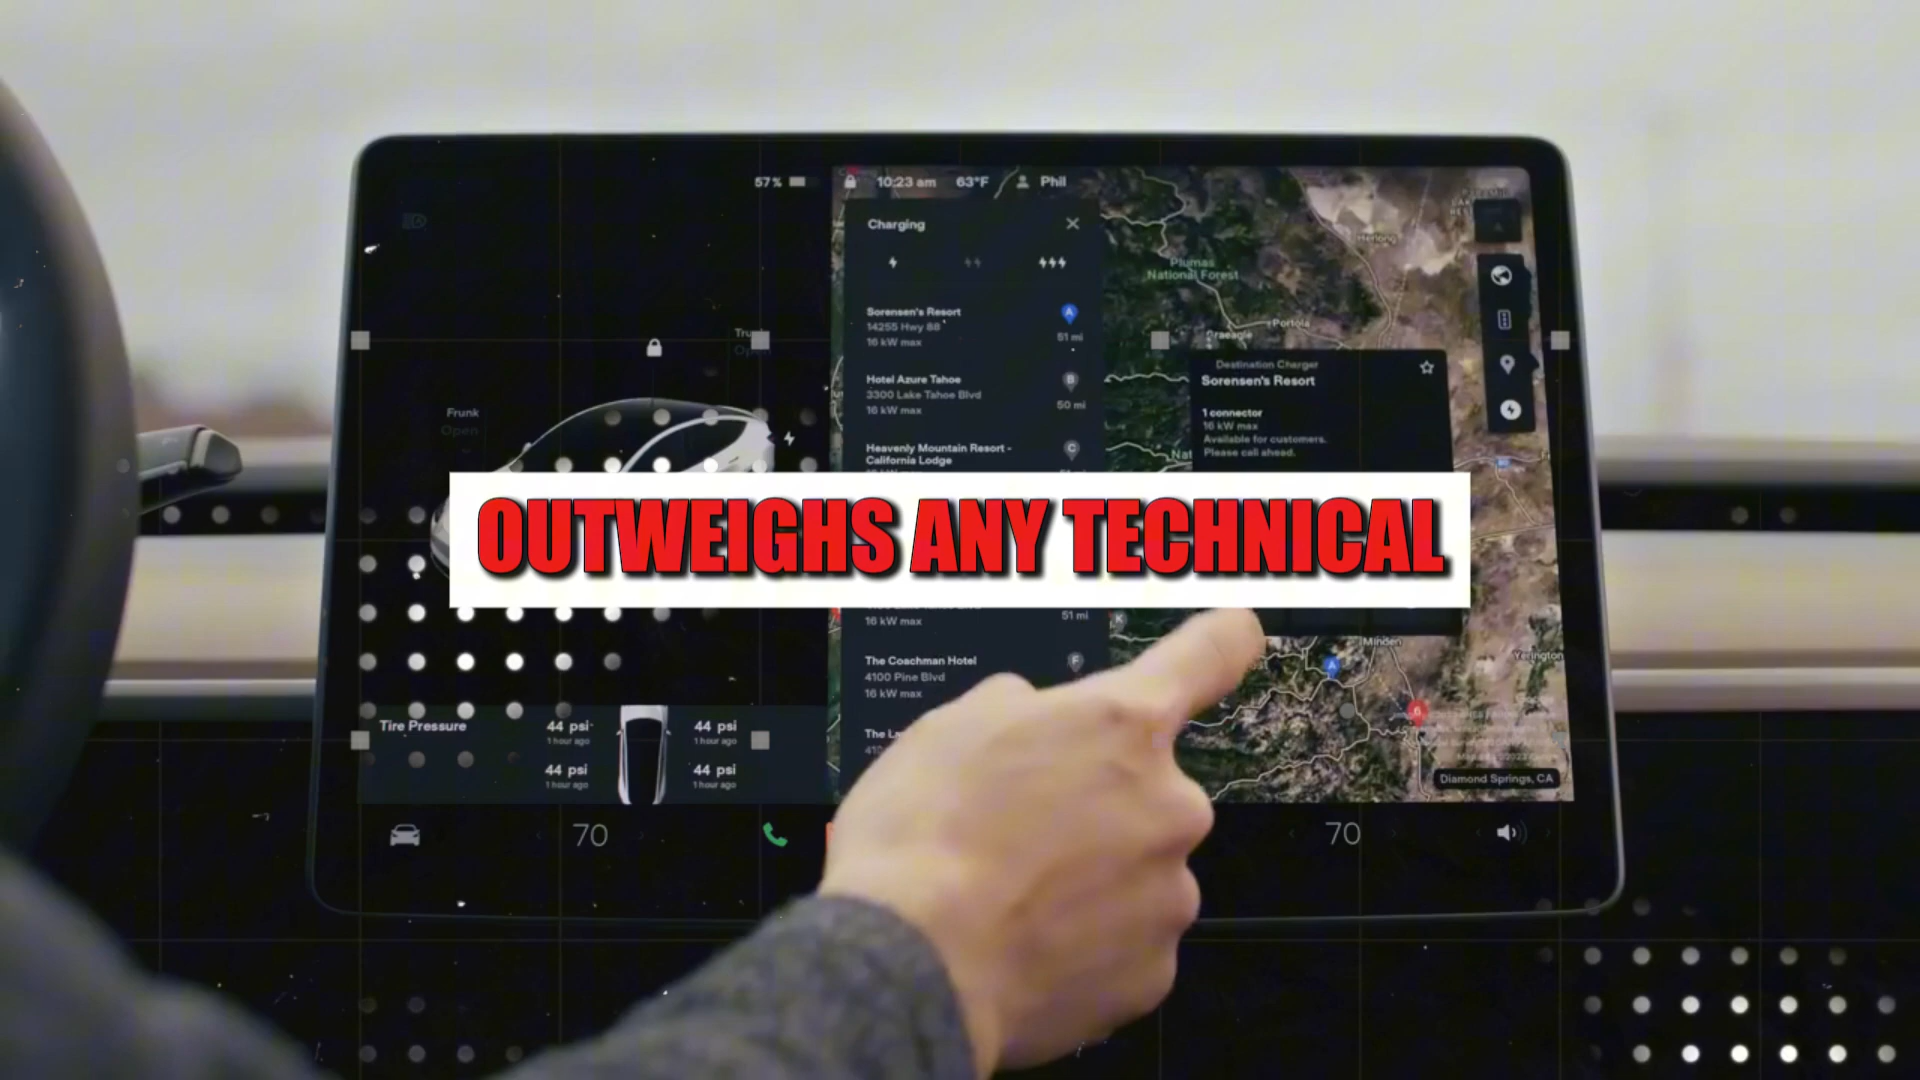 57%
10:23 am 63°F Phil
Charging
Sorensen's Resort
14255 Hwy 88
16 kW max
A
51 mi
Hotel Azure Tahoe
3300 Lake Tahoe Blvd
16 kW max
B
50 mi
Heavenly Mountain Resort -
California Lodge
C
16 kW max
51 mi
The Coachman Hotel
4100 Pine Blvd
16 kW max
F
Frunk
Open
Tire Pressure
44 psi
1 hour ago
44 psi
1 hour ago
44 psi
1 hour ago
44 psi
1 hour ago
OUTWEIGHS ANY TECHNICAL
Plumas
National Forest
Herlong
Portola
Graeagle
Destination Charger
Sorensen's Resort
1 connector
16 kW max
Available for customers.
Please call ahead.
K
Minden
Yerington
A
6
Diamond Springs, CA
70
70